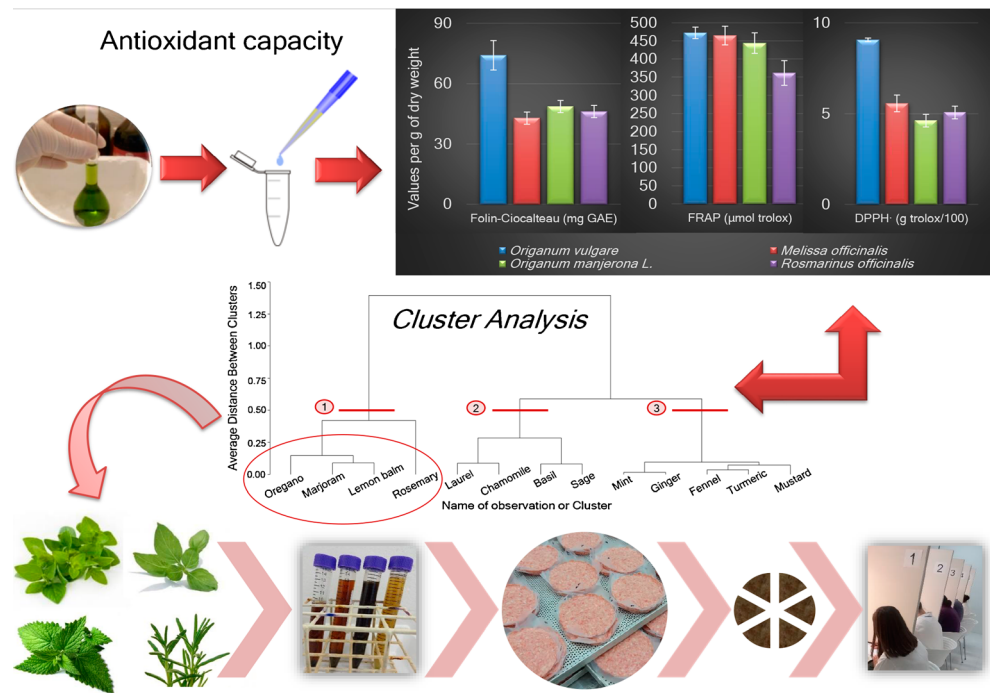 Antioxidant capacity
Values per g of dry weight
90
60
30
0
Folin-Ciocalteau (mg GAE)
500
450
400
350
300
250
200
150
100
50
0
FRAP (µmol trolox)
10
5
0
DPPH· (g trolox/100)
Origanum vulgare
Melissa officinalis
Origanum manjerona L.
Rosmarinus officinalis
Cluster Analysis
Average Distance Between Clusters
1.50
1.25
1.00
0.75
0.50
0.25
0.00
1
2
3
Oregano
Marjoram
Lemon balm
Rosemary
Laurel
Chamomile
Basil
Sage
Mint
Ginger
Fennel
Turmeric
Mustard
Name of observation or Cluster
1
2
3